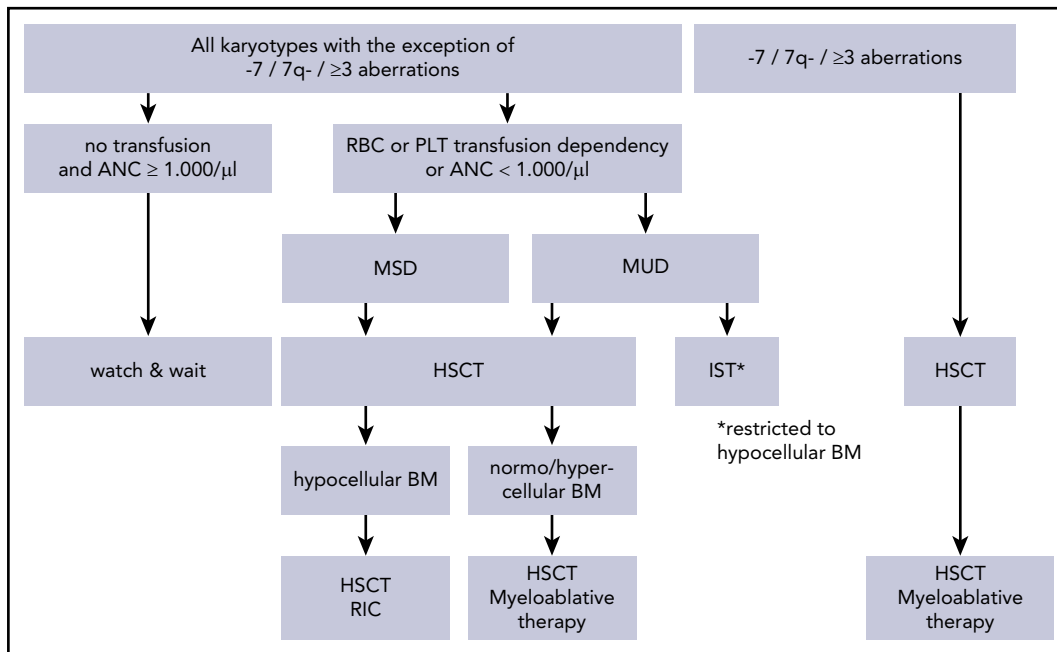 All karyotypes with the exception of
-7 / 7q- / ≥3 aberrations
-7 / 7q- / ≥3 aberrations
no transfusion
and ANC ≥ 1.000/µl
RBC or PLT transfusion dependency
or ANC < 1.000/µl
MSD
MUD
watch & wait
HSCT
IST*
HSCT
*restricted to
hypocellular BM
hypocellular BM
normo/hyper-
cellular BM
HSCT
RIC
HSCT
Myeloablative
therapy
HSCT
Myeloablative
therapy